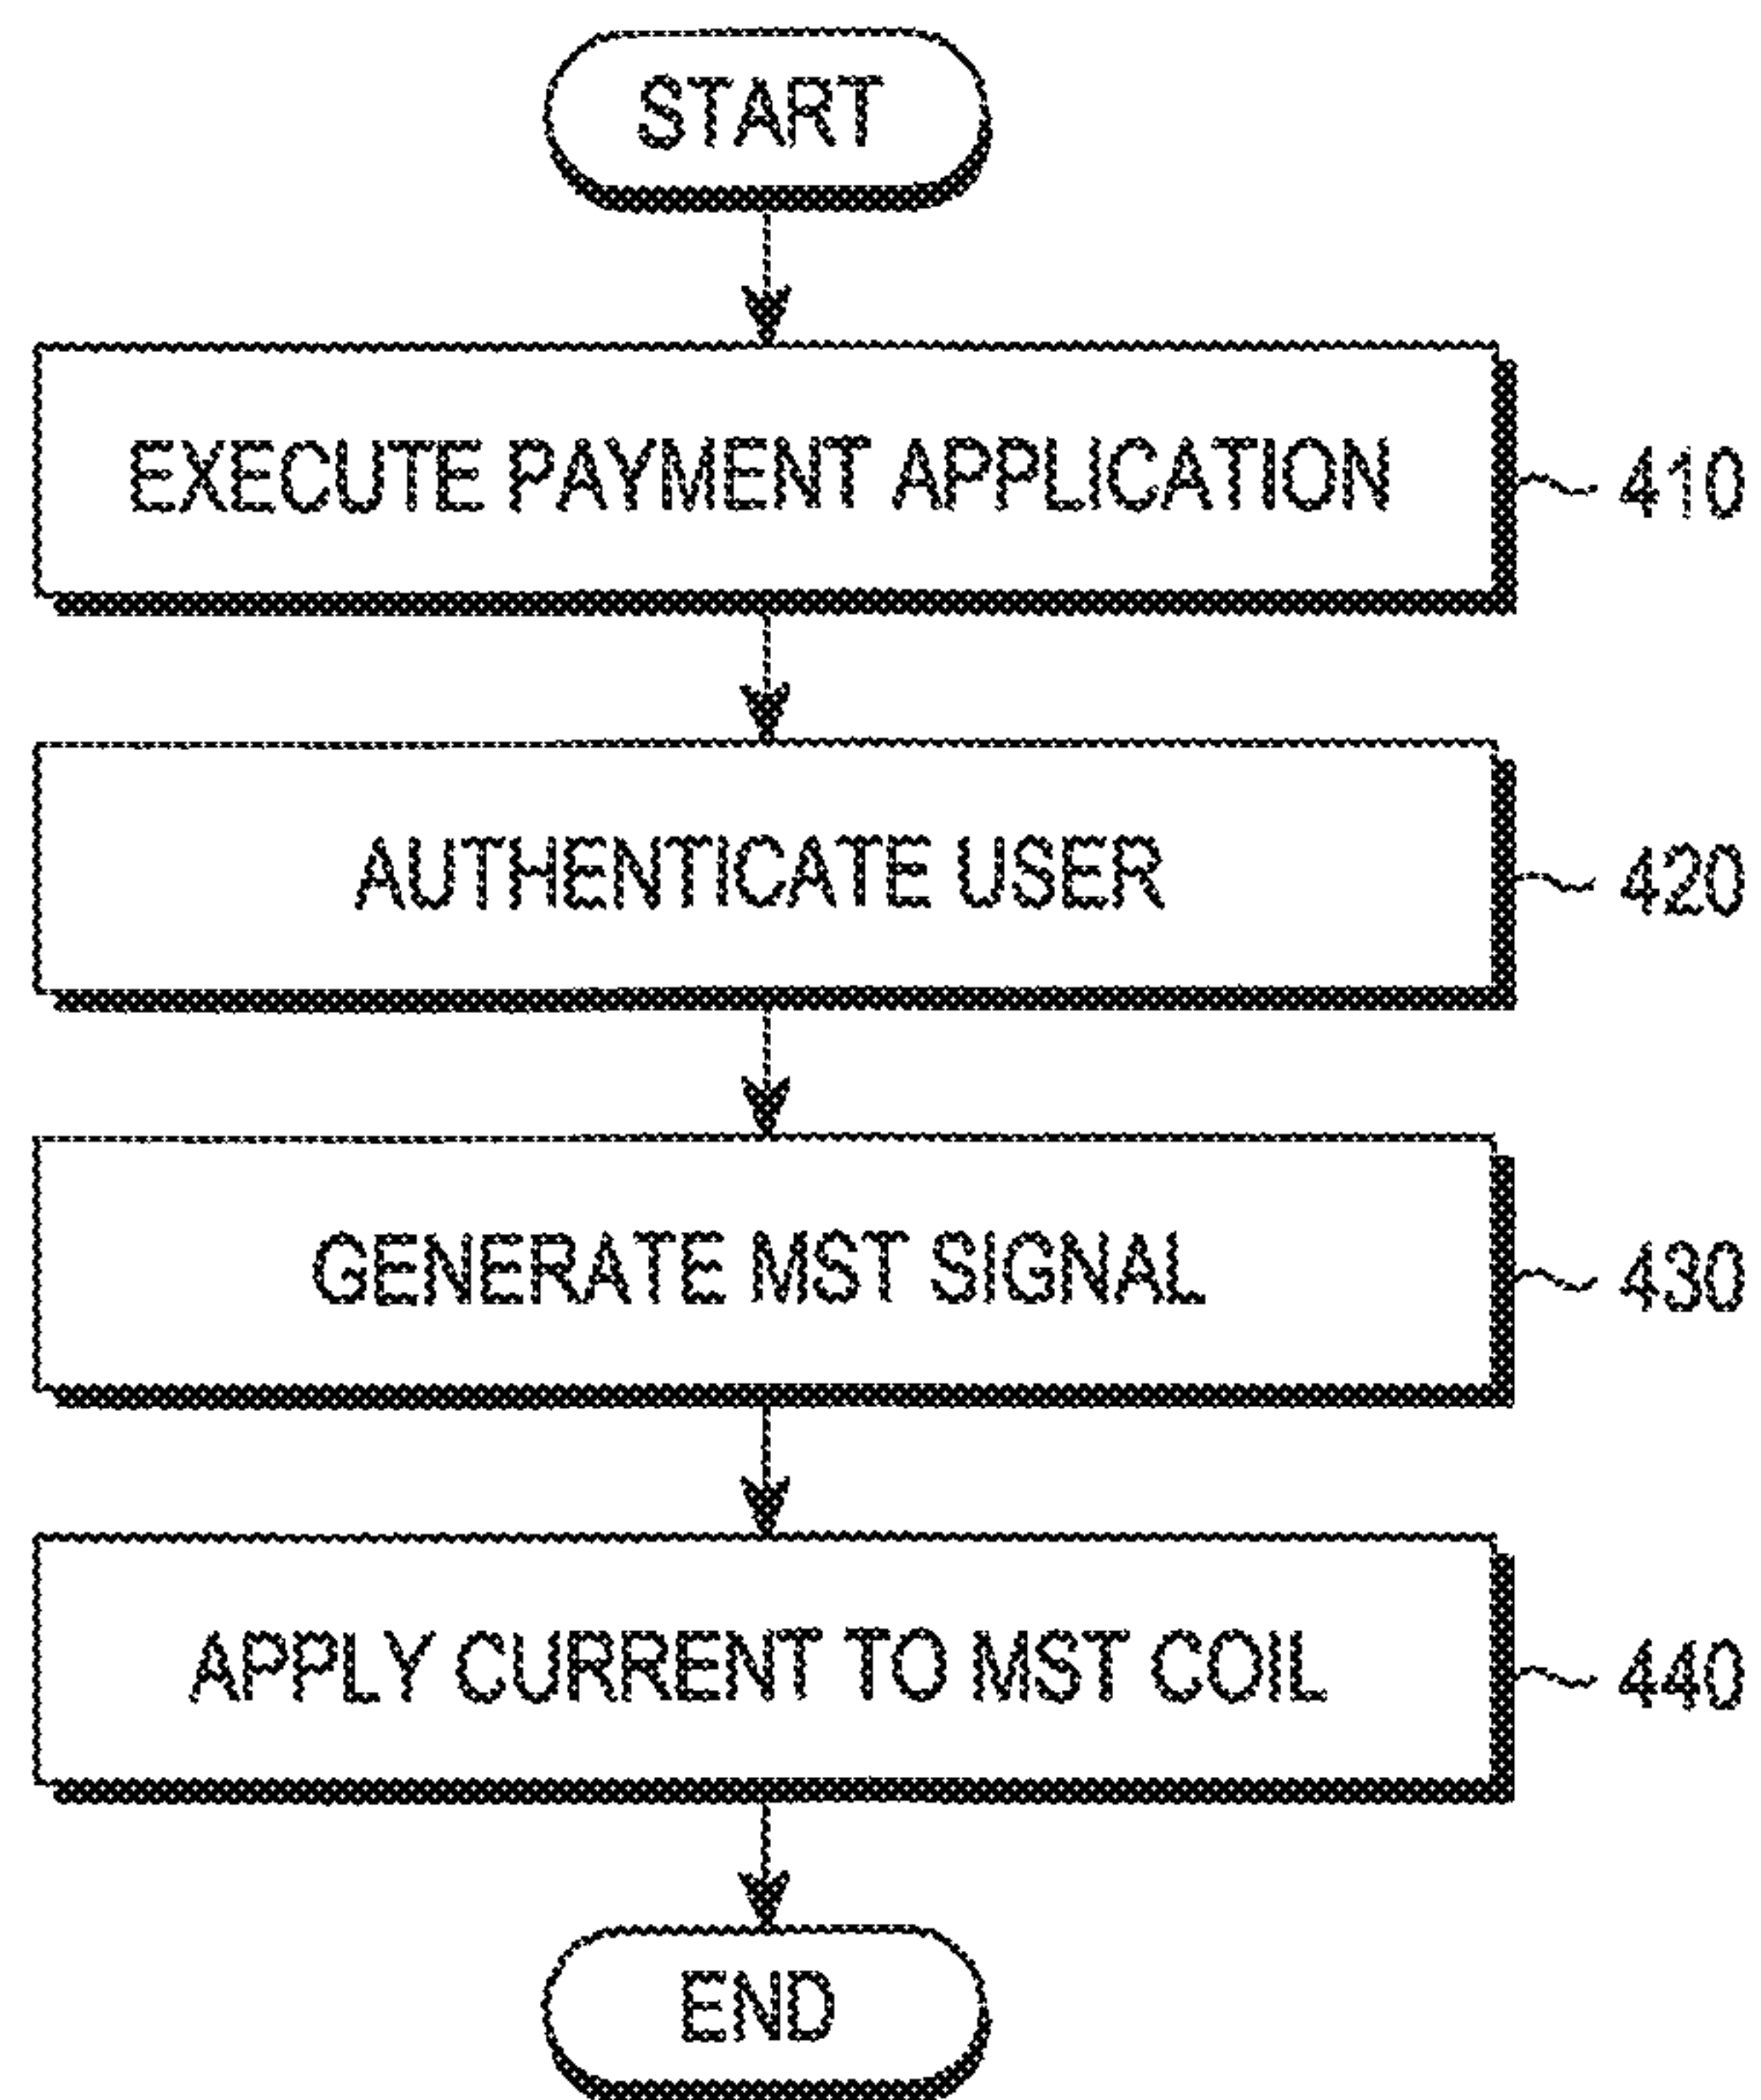 START
EXECUTE PAYMENT APPLICATION 410
AUTHENTICATE USER 420
GENERATE MST SIGNAL 430
APPLY CURRENT TO MST COIL 440
END